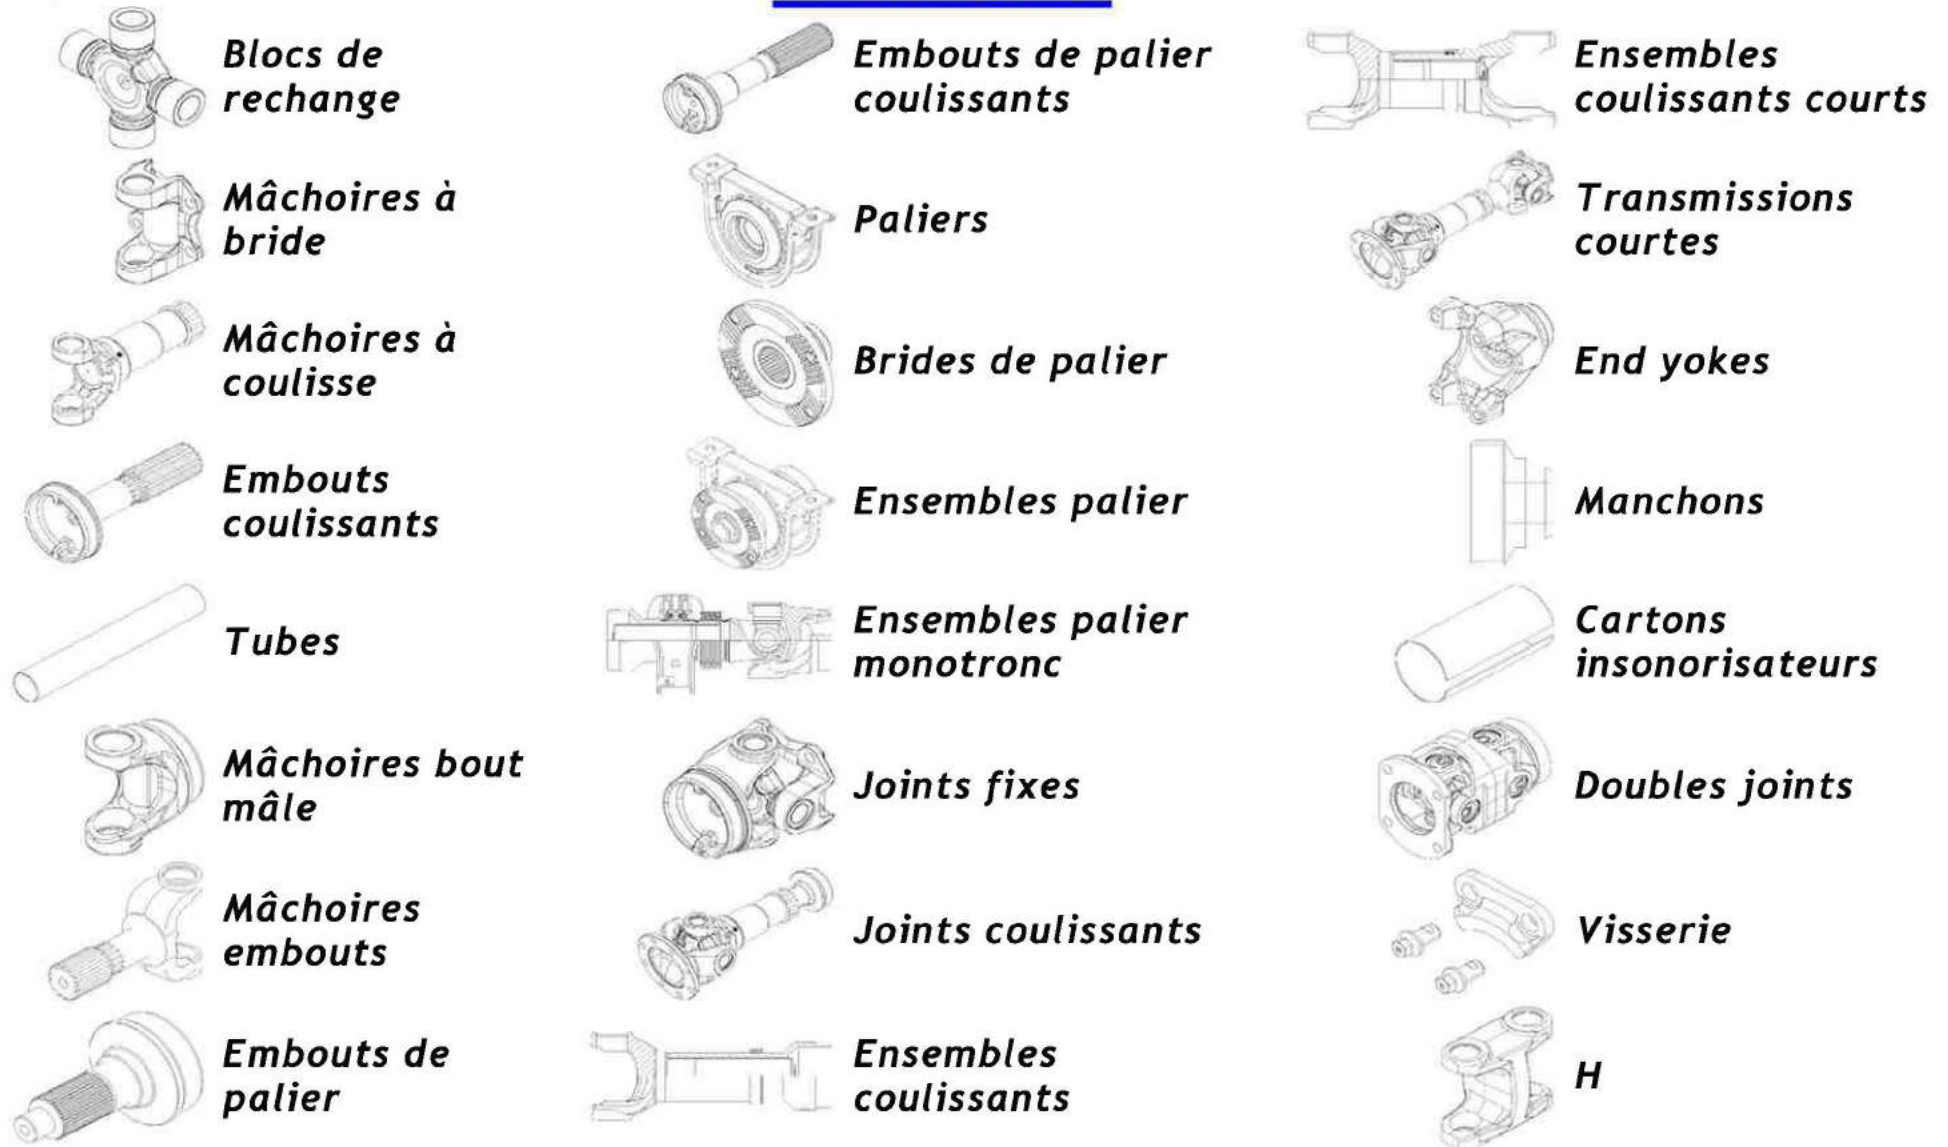 Blocs de
rechange
Mâchoires à
bride
Mâchoires à
coulisse
Embouts
coulissants
Tubes
Mâchoires bout
mâle
Mâchoires
embouts
Embouts de
palier
Embouts de palier
coulissants
Paliers
Brides de palier
Ensembles palier
Ensembles palier
monotronc
Joints fixes
Joints coulissants
Ensembles
coulissants
Ensembles
coulissants courts
Transmissions
courtes
End yokes
Manchons
Cartons
insonorisateurs
Doubles joints
Visserie
H